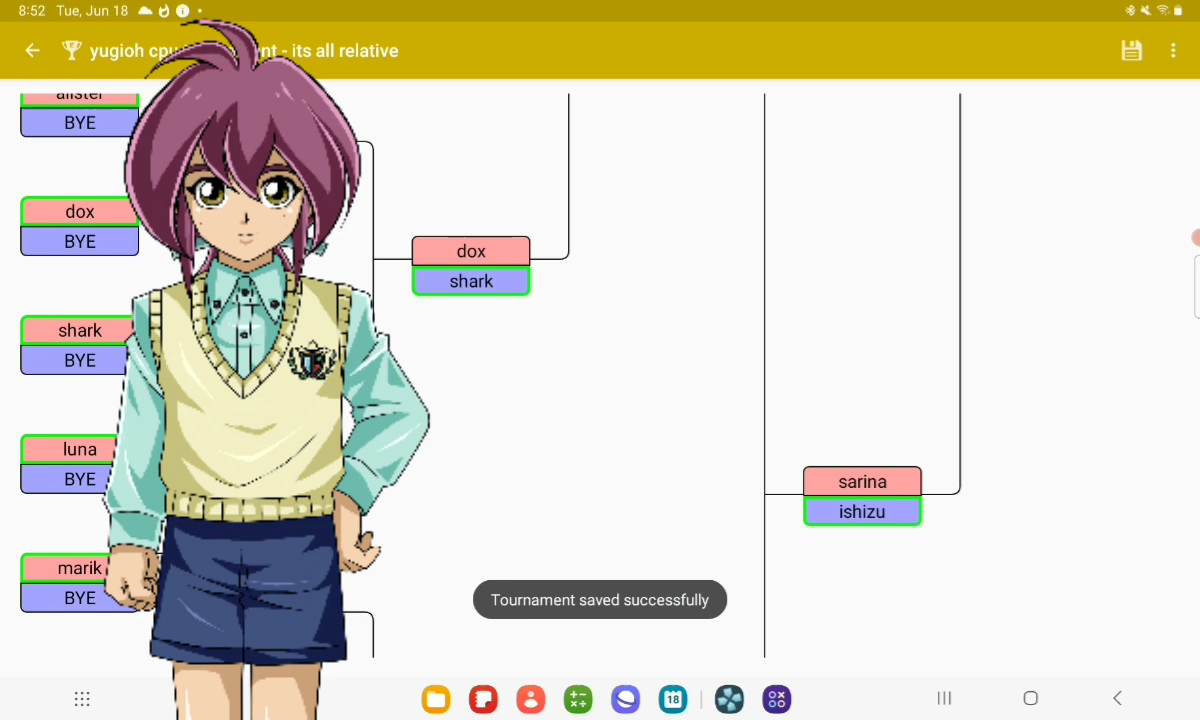 8:52 Tue, Jun 18
yugioh cpu nt - its all relative
alister
BYE
dox
BYE
shark
BYE
luna
BYE
marik
BYE
dox
shark
sarina
ishizu
Tournament saved successfully
18